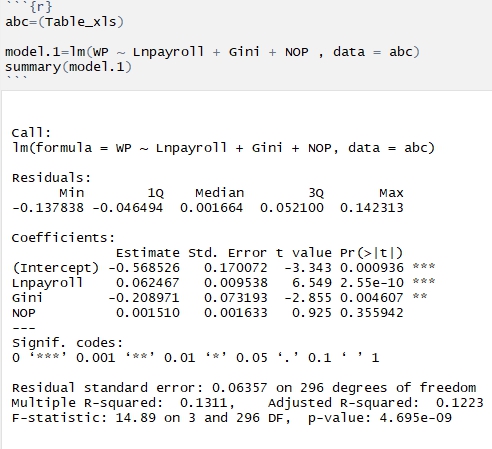 ```{r}
abc=(Table_xls)
model.1=lm(WP ~ Lnpayroll + Gini + NOP , data = abc)
summary(model.1)
```
Call:
lm(formula = WP ~ Lnpayroll + Gini + NOP, data = abc)
Residuals:
Min 1Q Median 3Q Max
-0.137838 -0.046494 0.001664 0.052100 0.142313
Coefficients:
Estimate Std. Error t value Pr(>|t|)
(Intercept) -0.568526 0.170072 -3.343 0.000936 ***
Lnpayroll 0.062467 0.009538 6.549 2.55e-10 ***
Gini -0.208971 0.073193 -2.855 0.004607 **
NOP 0.001510 0.001633 0.925 0.355942
---
Signif. codes:
0 ‘***’ 0.001 ‘**’ 0.01 ‘*’ 0.05 ‘.’ 0.1 ‘ ’ 1
Residual standard error: 0.06357 on 296 degrees of freedom
Multiple R-squared: 0.1311, Adjusted R-squared: 0.1223
F-statistic: 14.89 on 3 and 296 DF, p-value: 4.695e-09